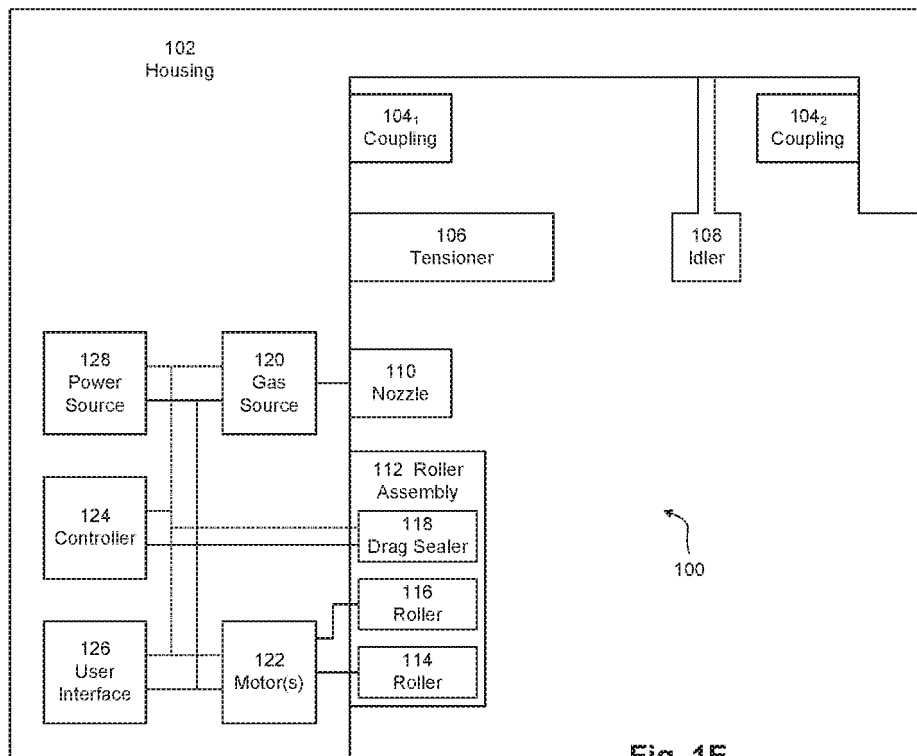 102
Housing
104₁
Coupling
104₂
Coupling
106
Tensioner
108
Idler
128
Power
Source
120
Gas
Source
110
Nozzle
112 Roller
Assembly
124
Controller
118
Drag Sealer
100
116
Roller
126
User
Interface
122
Motor(s)
114
Roller